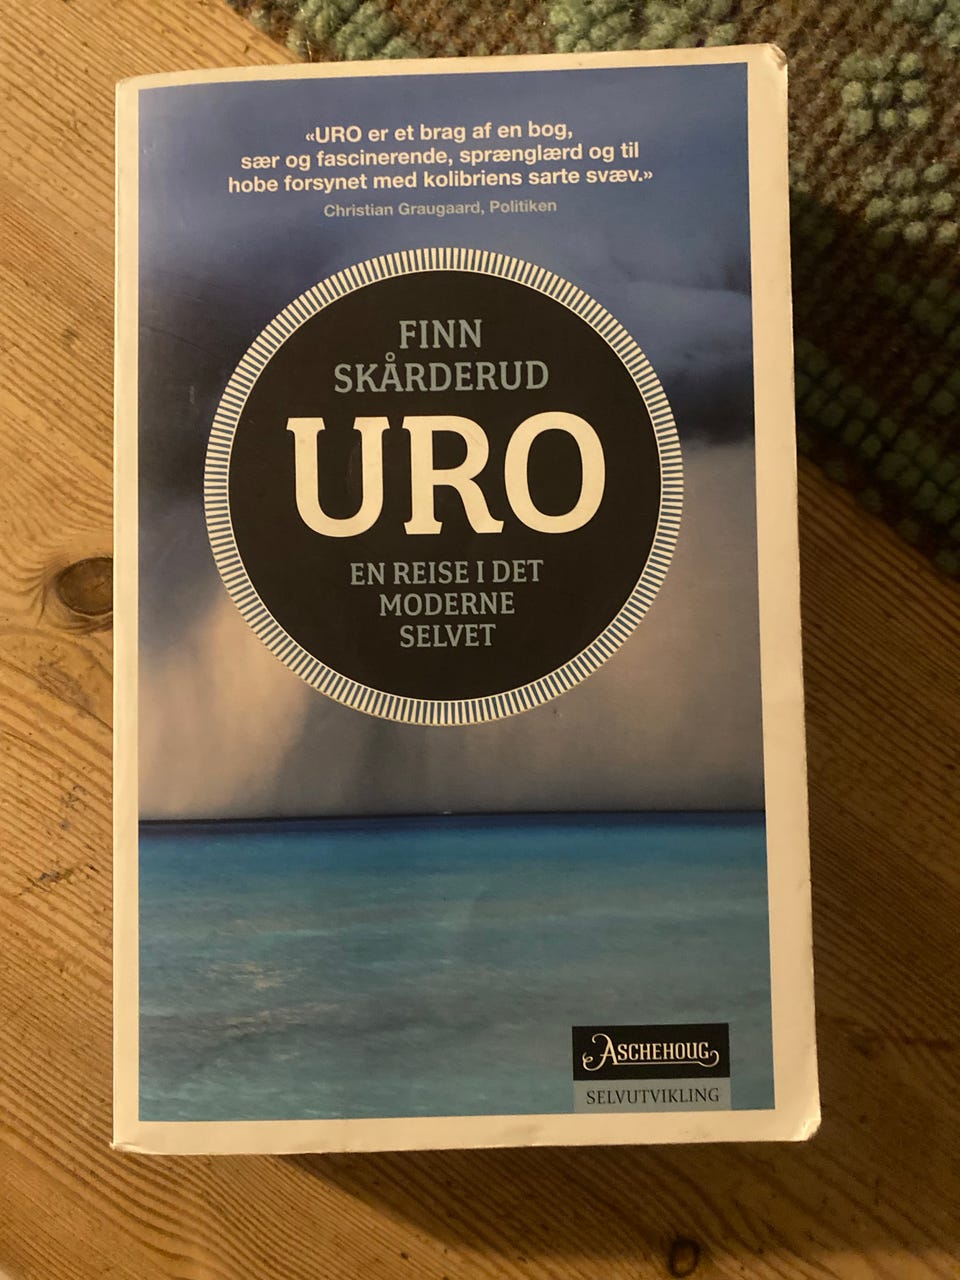 «URO er et brag af en bog,
sær og fascinerende, sprænglærd og til
hobe forsynet med kolibriens sarte svæv.»
Christian Graugaard, Politiken
FINN
SKÅRDERUD
URO
EN REISE I DET
MODERNE
SELVET
ASCHEHOUG
SELVUTVIKLING